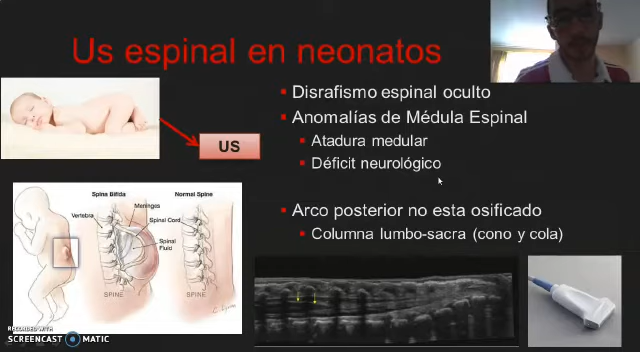 Us espinal en neonatos
Disrafismo espinal oculto
Anomalías de Médula Espinal
Atadura medular
Déficit neurológico
Arco posterior no esta osificado
Columna lumbo-sacra (cono y cola)
US
Spina Bifida
Normal Spine
Meninges
Vertebra
Spinal Cord
Spinal
Fluid
SPINE
SPINE
RECORDED WITH
SCREENCAST MATIC